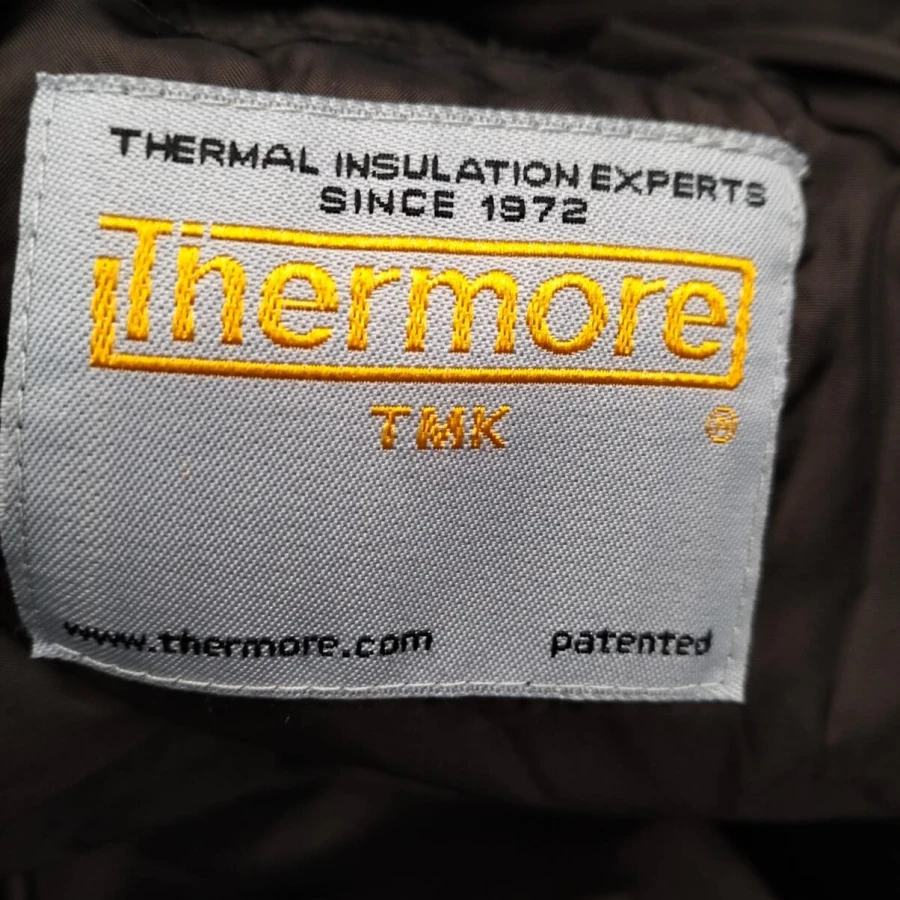 THERMAL INSULATION EXPERTS
SINCE 1972
Thermore
TMK ®
www.thermore.com patented